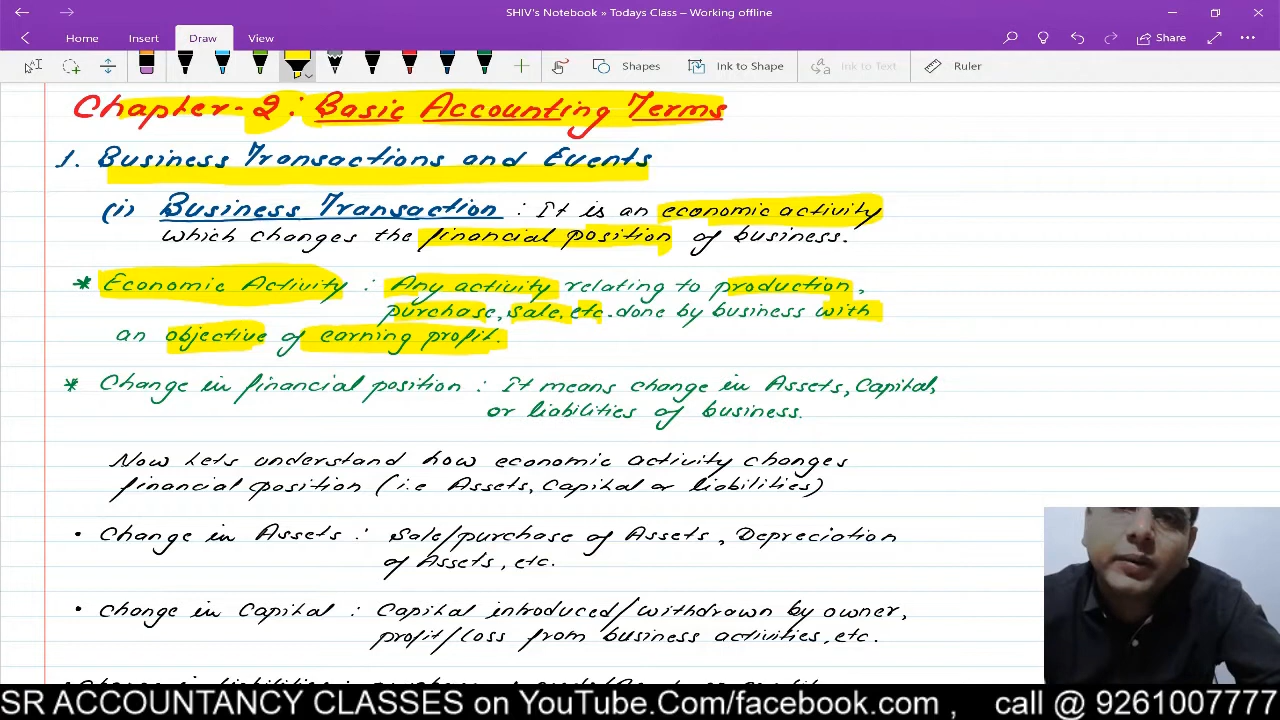 SHIV's Notebook » Todays Class – Working offline
Home Insert Draw View
Share
Shapes Ink to Shape Ink to Text Ruler
Chapter-2: Basic Accounting Terms
1. Business Transactions and Events
(i) Business Transaction : It is an economic activity
which changes the financial position of business.
* Economic Activity : Any activity relating to production,
purchase, sale, etc. done by business with
an objective of earning profit.
* Change in financial position : It means change in Assets, Capital,
or liabilities of business.
Now Lets understand how economic activity changes
financial position (i.e Assets, Capital or liabilities)
• Change in Assets : Sale/purchase of Assets, Depreciation
of Assets, etc.
• Change in Capital : Capital introduced/withdrawn by owner,
profit/loss from business activities, etc.
SR ACCOUNTANCY CLASSES on YouTube.Com/facebook.com , call @ 9261007777